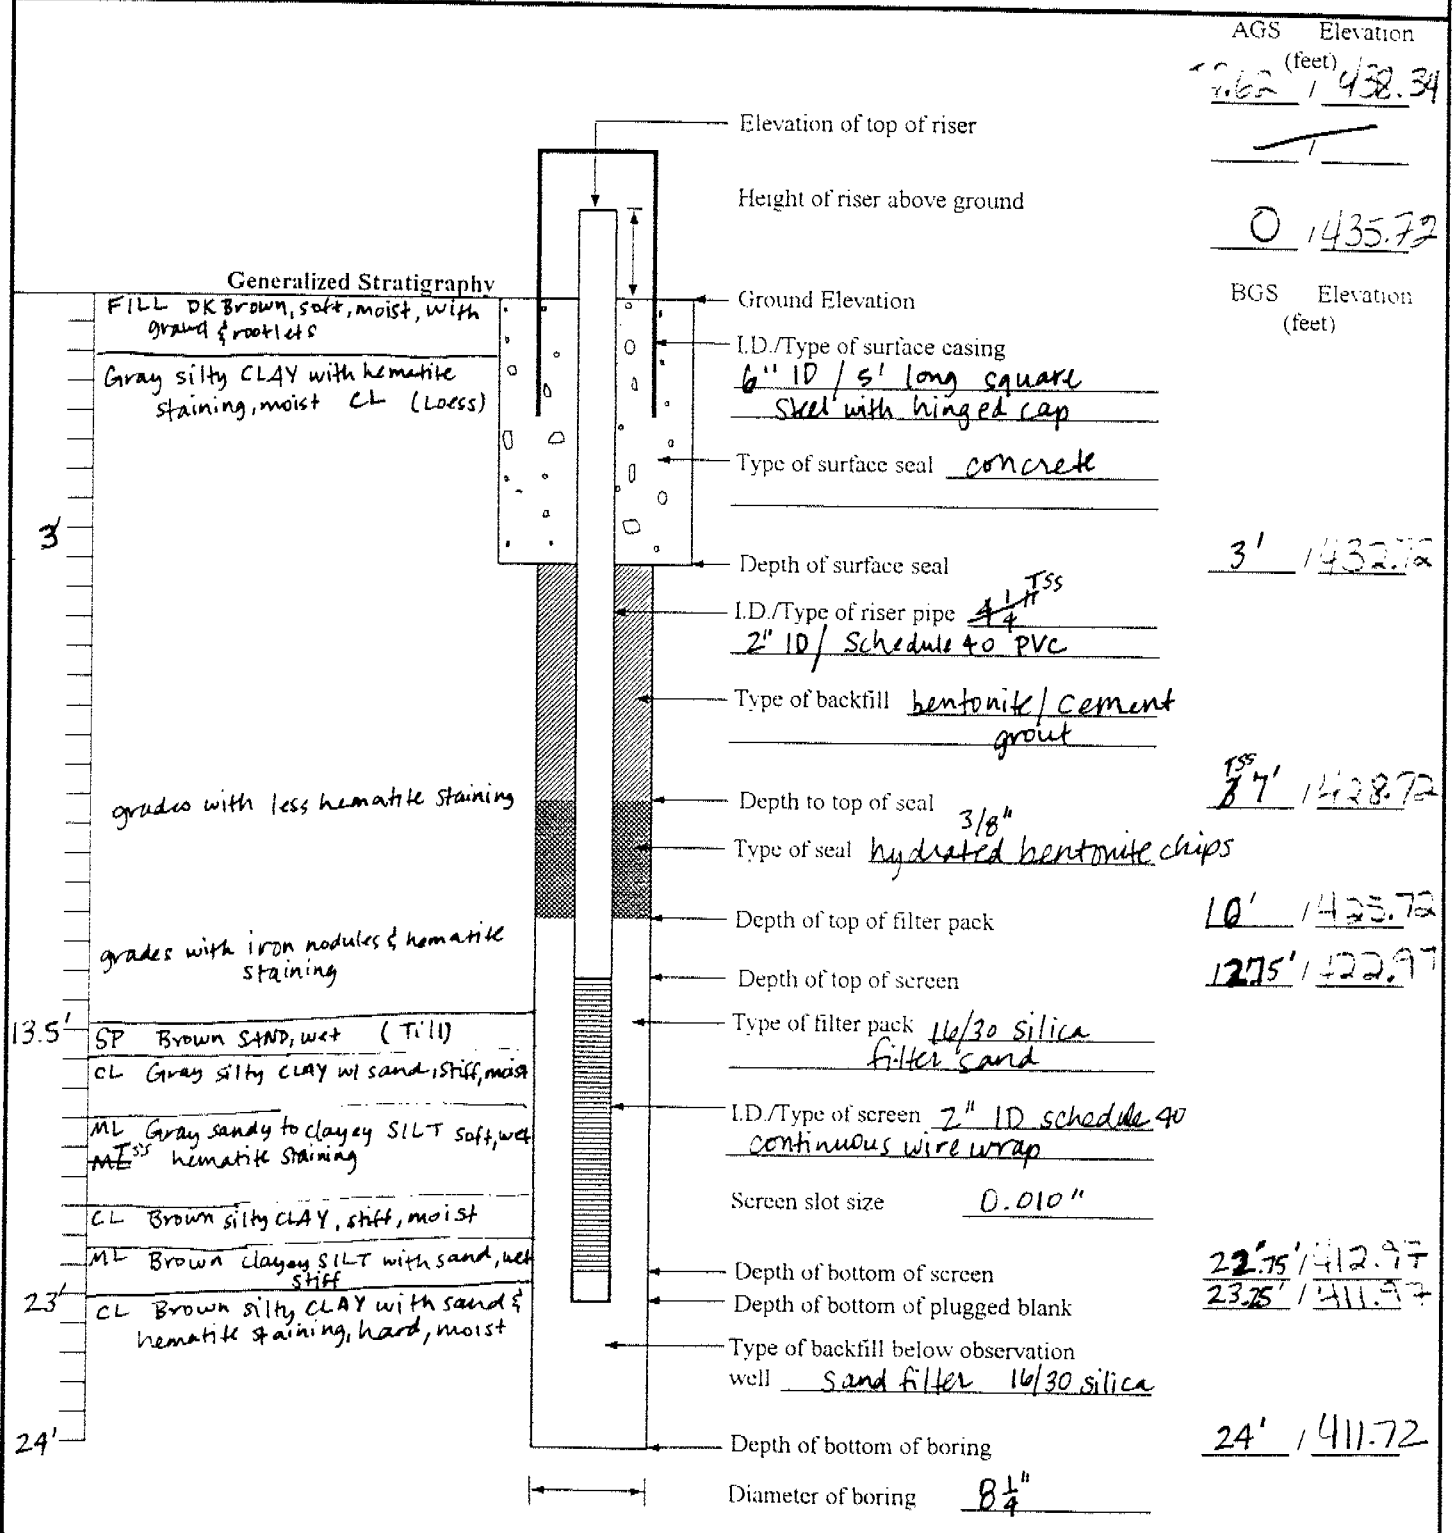 AGS Elevation
(feet)
2.62 / 438.34
Elevation of top of riser
/
Height of riser above ground
0 / 435.72
Generalized Stratigraphy
Ground Elevation
BGS Elevation
(feet)
FILL DK Brown, soft, moist, with
gravel & rootlets
I.D./Type of surface casing
6" ID / 5' long square
Steel with hinged cap
Gray silty CLAY with hematite
staining, moist CL (Loess)
Type of surface seal concrete
3'
Depth of surface seal 3' / 432.72
I.D./Type of riser pipe 4 1/4" TSS
2" ID / Schedule 40 PVC
Type of backfill bentonite / cement
grout
grades with less hematite staining
TSS
Depth to top of seal 7' / 428.72
3/8"
Type of seal hydrated bentonite chips
Depth of top of filter pack 10' / 425.72
grades with iron nodules & hematite
staining
Depth of top of screen 12.75' / 422.97
13.5'
SP Brown SAND, wet (Till)
Type of filter pack 16/30 silica
filter sand
CL Gray silty CLAY w/ sand, stiff, moist
I.D./Type of screen 2" ID schedule 40
continuous wire wrap
ML Gray sandy to clayey SILT soft, wet
ML TSS hematite staining
Screen slot size 0.010"
CL Brown silty CLAY, stiff, moist
ML Brown clayey SILT with sand, wet
stiff
Depth of bottom of screen 22.75' / 412.97
23'
Depth of bottom of plugged blank 23.75' / 411.97
CL Brown silty CLAY with sand &
hematite staining, hard, moist
Type of backfill below observation
well sand filter 16/30 silica
24'
Depth of bottom of boring 24' / 411.72
Diameter of boring 8 1/4"